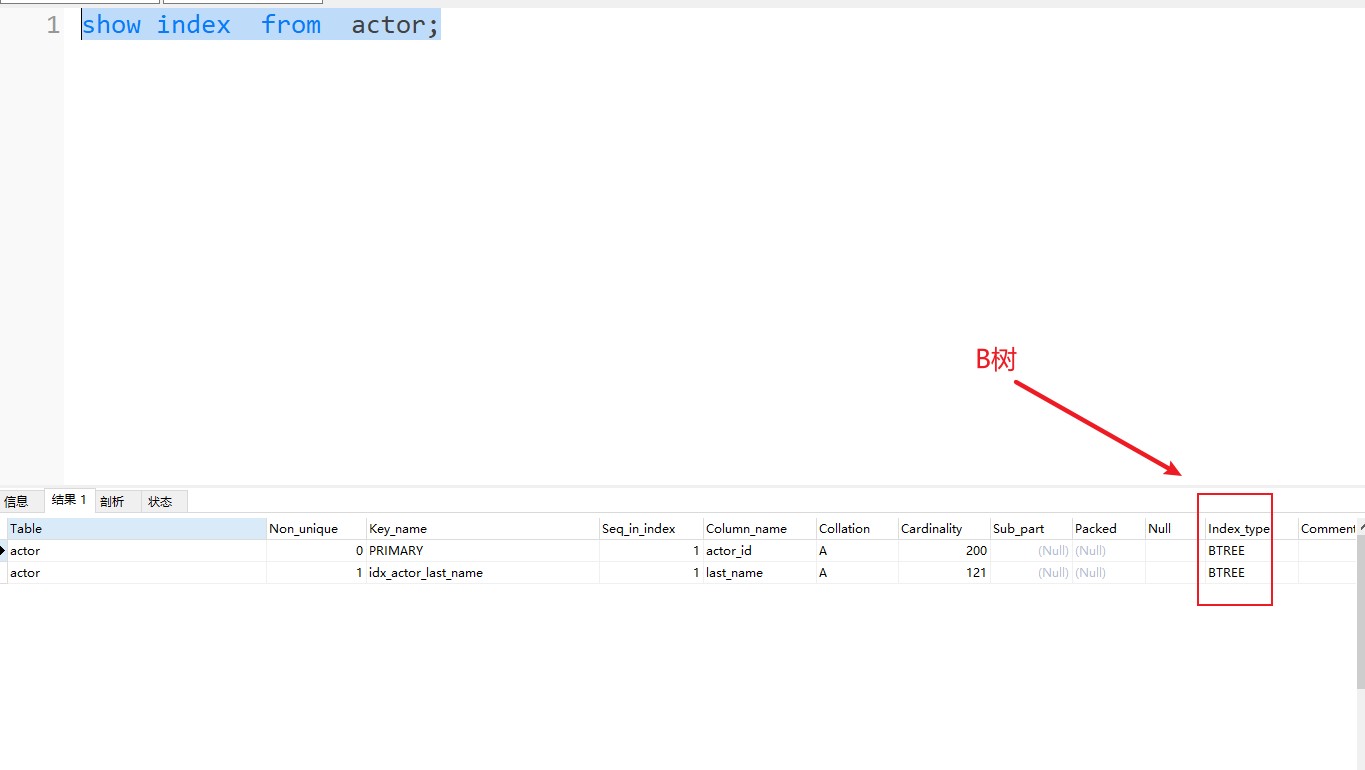 1 show index  from  actor;
B树
信息 结果 1 剖析 状态
Table Non_unique Key_name Seq_in_index Column_name Collation Cardinality Sub_part Packed Null Index_type Comment
actor 0 PRIMARY 1 actor_id A 200 (Null) (Null) BTREE
actor 1 idx_actor_last_name 1 last_name A 121 (Null) (Null) BTREE